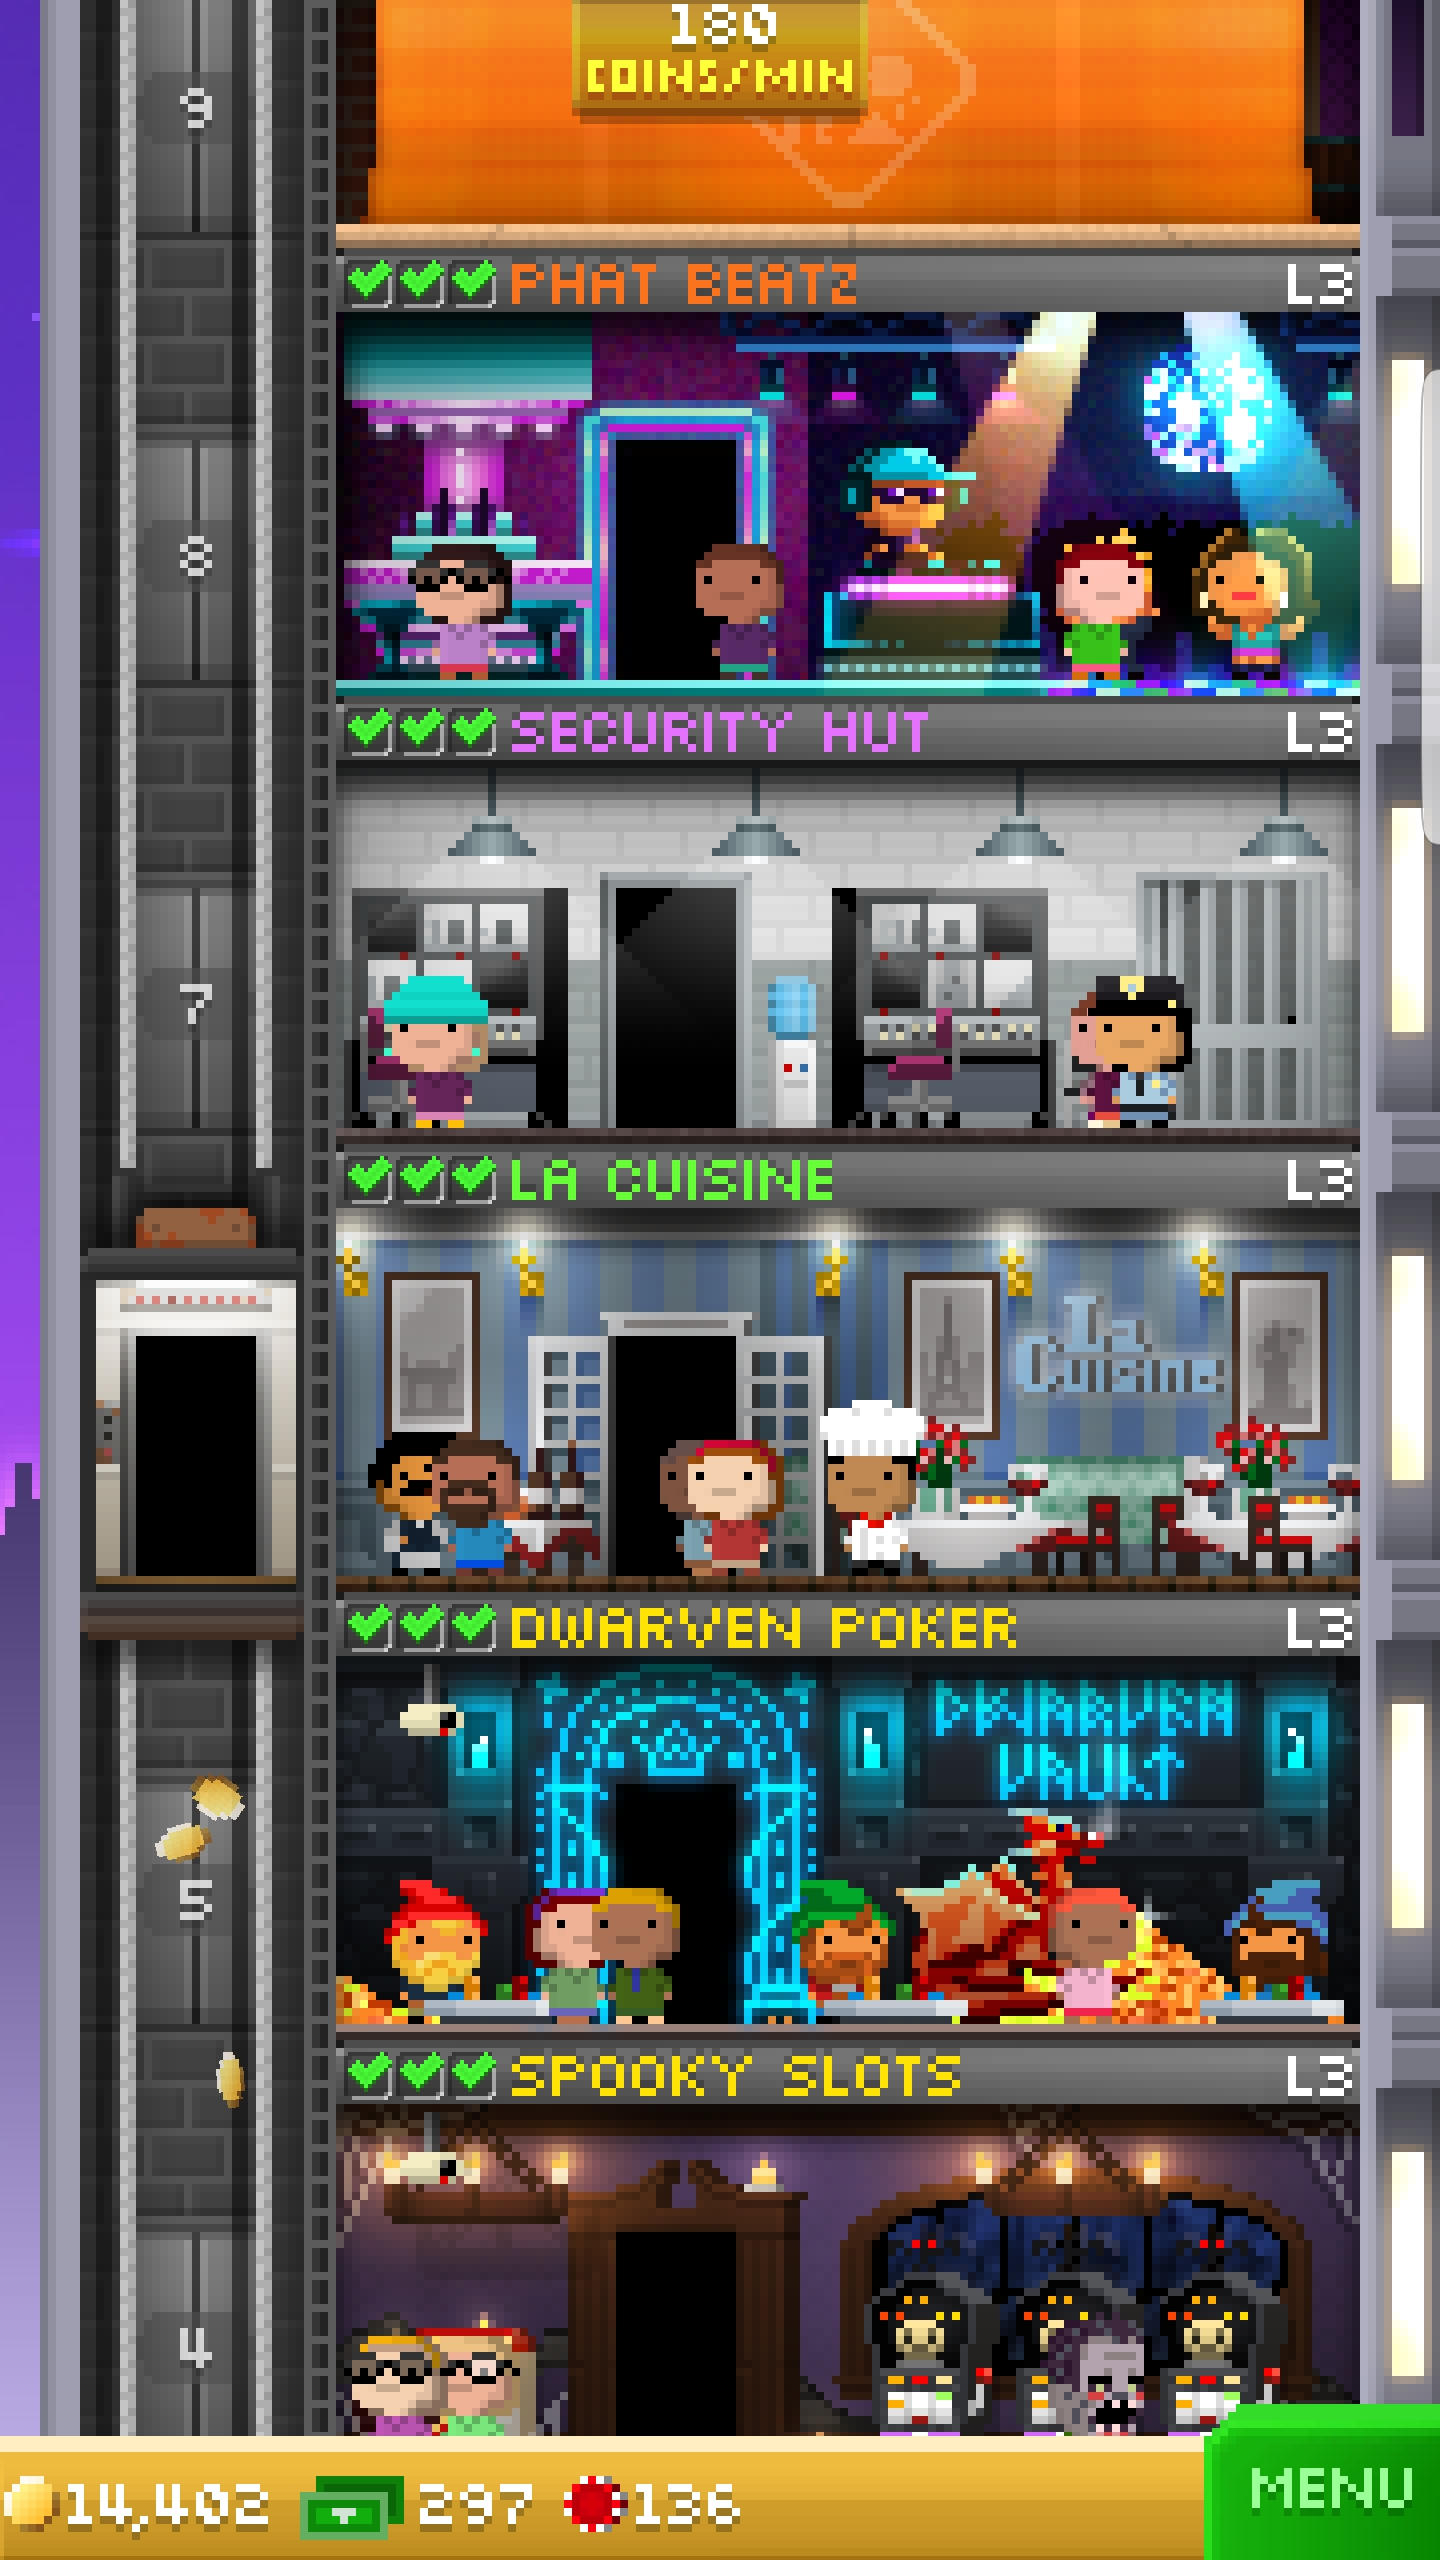 180
COINS/MIN
9
PHAT BEATZ L3
8
SECURITY HUT L3
7
LA CUISINE L3
La
Cuisine
DWARVEN POKER L3
DWARVEN
VAULT
5
SPOOKY SLOTS L3
4
14,402 297 136
MENU